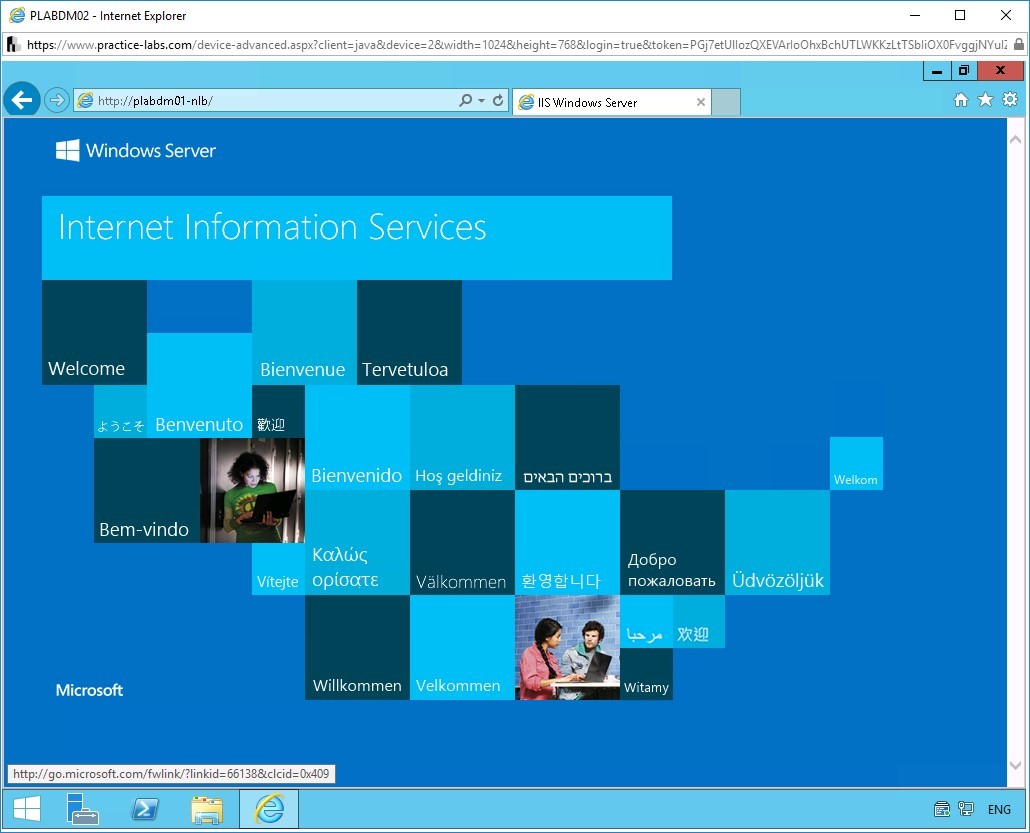 PLABDM02 - Internet Explorer
https://www.practice-labs.com/device-advanced.aspx?client=java&device=2&width=1024&height=768&login=true&token=
http://plabdm01-nlb/
IIS Windows Server
Windows Server
Internet Information Services
Welcome
Bienvenue
Tervetuloa
ようこそ
Benvenuto
歡迎
Bienvenido
Hoş geldiniz
ברוכים הבאים
Welkom
Bem-vindo
Vítejte
Καλώς
ορίσατε
Välkommen
환영합니다
Добро
пожаловать
Üdvözöljük
مرحبا
欢迎
Willkommen
Velkommen
Witamy
Microsoft
http://go.microsoft.com/fwlink/?linkid=66138&clcid=0x409
ENG